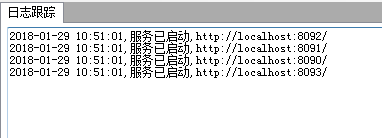 日志跟踪
2018-01-29 10:51:01,服务已启动,http://localhost:8092/
2018-01-29 10:51:01,服务已启动,http://localhost:8091/
2018-01-29 10:51:01,服务已启动,http://localhost:8090/
2018-01-29 10:51:01,服务已启动,http://localhost:8093/